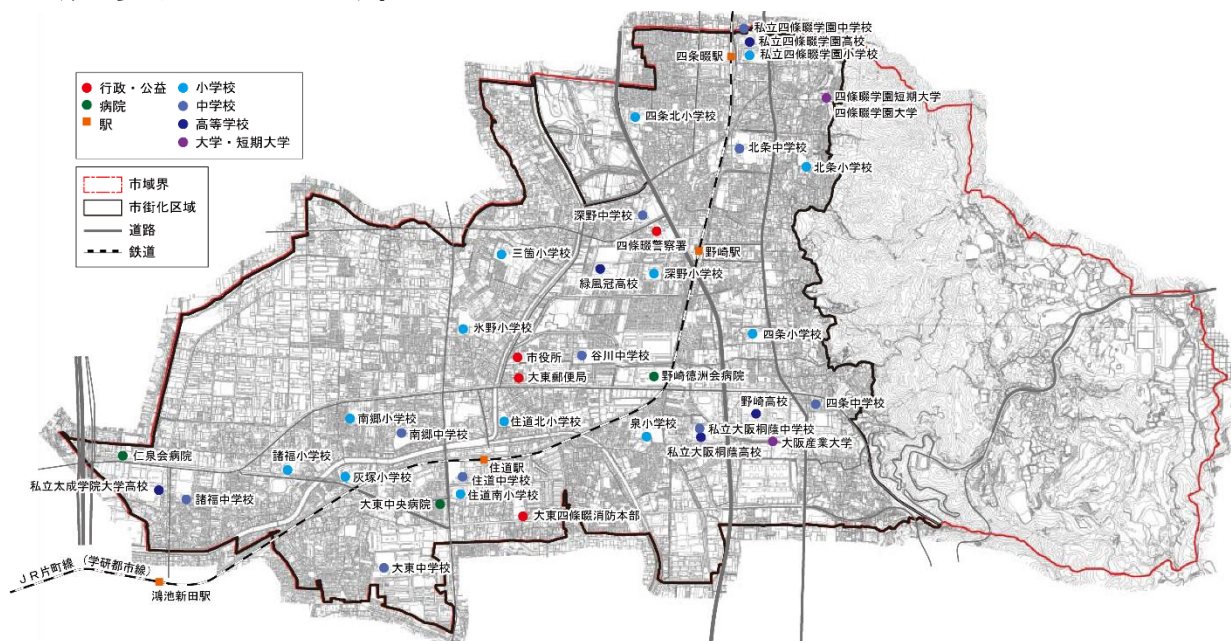 行政・公益
病院
駅
小学校
中学校
高等学校
大学・短期大学
市域界
市街化区域
道路
鉄道
私立四條畷学園中学校
私立四條畷学園高校
四条畷駅
私立四條畷学園小学校
四條畷学園短期大学
四條畷学園大学
四条北小学校
北条中学校
北条小学校
深野中学校
四條畷警察署
野崎駅
三箇小学校
緑風冠高校
深野小学校
氷野小学校
四条小学校
市役所
谷川中学校
大東郵便局
野崎徳洲会病院
野崎高校
四条中学校
南郷小学校
住道北小学校
泉小学校
私立大阪桐蔭中学校
南郷中学校
私立大阪桐蔭高校
大阪産業大学
仁泉会病院
諸福小学校
住道駅
灰塚小学校
住道中学校
私立太成学院大学高校
諸福中学校
住道南小学校
大東中央病院
大東四條畷消防本部
大東中学校
JR片町線(学研都市線)
鴻池新田駅